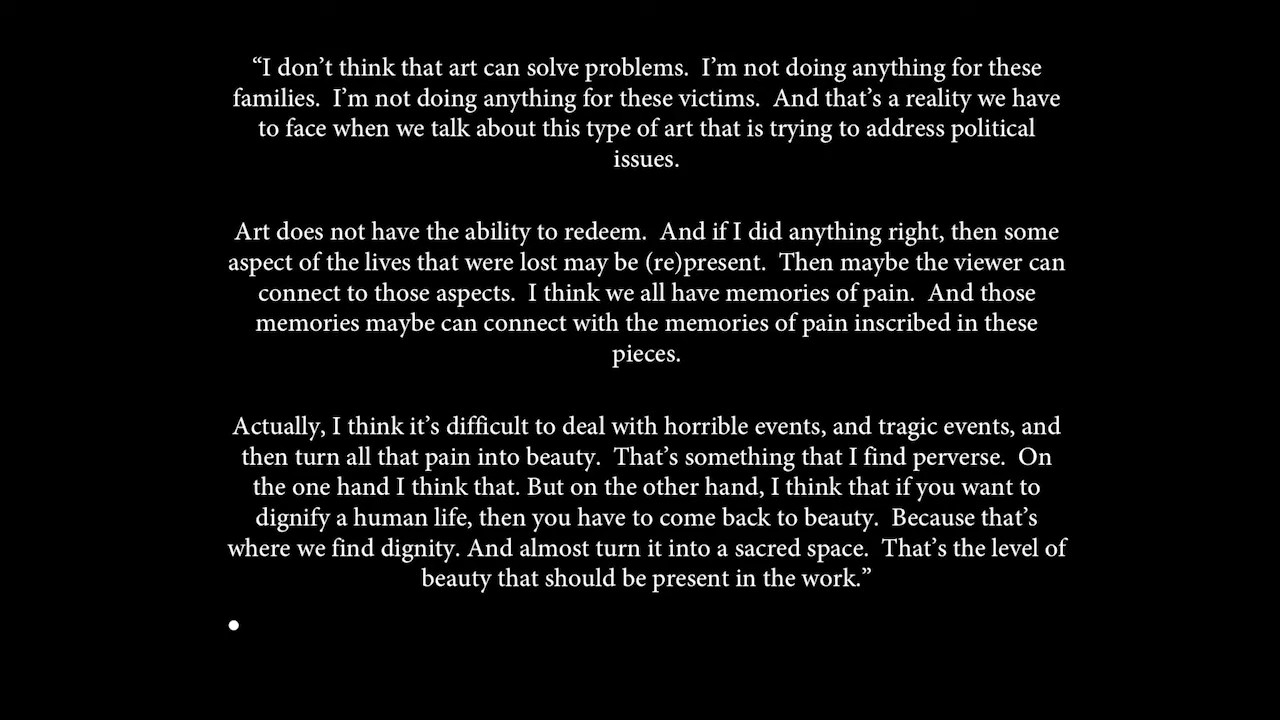 “I don’t think that art can solve problems.  I’m not doing anything for these
families.  I’m not doing anything for these victims.  And that’s a reality we have
to face when we talk about this type of art that is trying to address political
issues.
Art does not have the ability to redeem.  And if I did anything right, then some
aspect of the lives that were lost may be (re)present.  Then maybe the viewer can
connect to those aspects.  I think we all have memories of pain.  And those
memories maybe can connect with the memories of pain inscribed in these
pieces.
Actually, I think it’s difficult to deal with horrible events, and tragic events, and
then turn all that pain into beauty.  That’s something that I find perverse.  On
the one hand I think that. But on the other hand, I think that if you want to
dignify a human life, then you have to come back to beauty.  Because that’s
where we find dignity. And almost turn it into a sacred space.  That’s the level of
beauty that should be present in the work.”